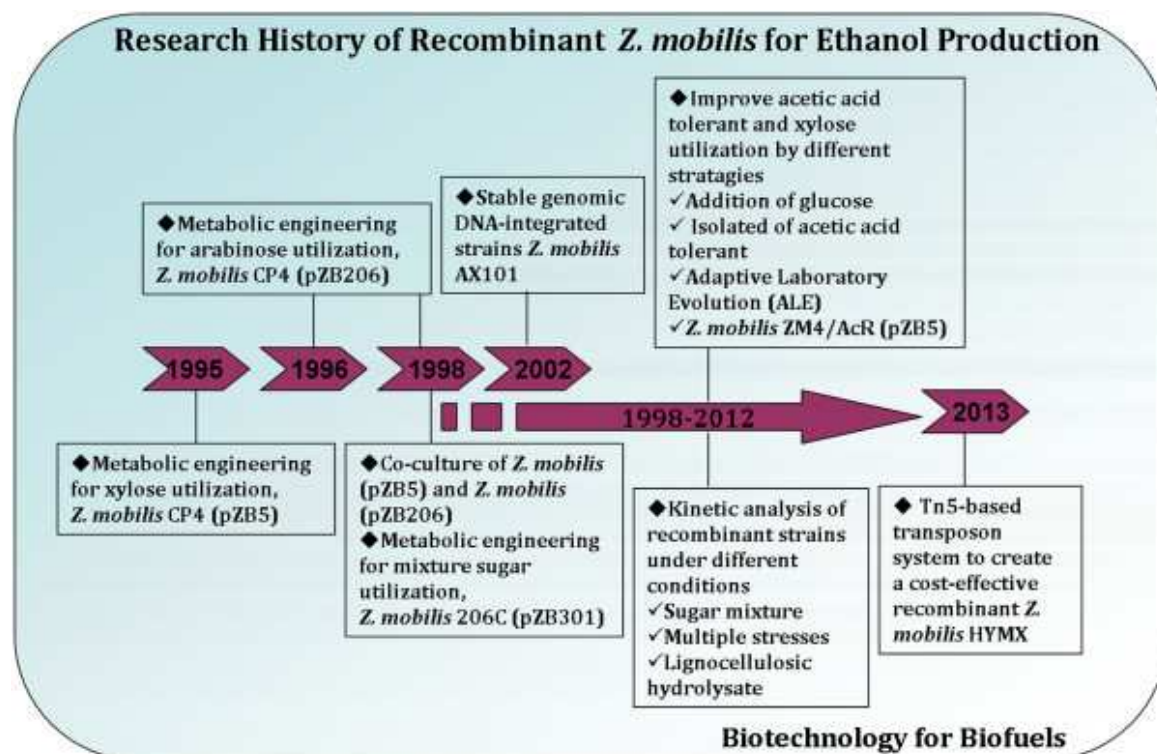 Research History of Recombinant Z. mobilis for Ethanol Production
◆Metabolic engineering
for arabinose utilization,
Z. mobilis CP4 (pZB206)
◆Stable genomic
DNA-integrated
strains Z. mobilis
AX101
◆Improve acetic acid
tolerant and xylose
utilization by different
stratagies
✓Addition of glucose
✓ Isolated of acetic acid
tolerant
✓Adaptive Laboratory
Evolution (ALE)
✓Z. mobilis ZM4/AcR (pZB5)
1995
1996
1998
2002
1998-2012
2013
◆Metabolic engineering
for xylose utilization,
Z. mobilis CP4 (pZB5)
◆Co-culture of Z. mobilis
(pZB5) and Z. mobilis
(pZB206)
◆Metabolic engineering
for mixture sugar
utilization,
Z. mobilis 206C (pZB301)
◆Kinetic analysis of
recombinant strains
under different
conditions
✓Sugar mixture
✓Multiple stresses
✓Lignocellulosic
hydrolysate
◆ Tn5-based
transposon
system to create
a cost-effective
recombinant Z.
mobilis HYMX
Biotechnology for Biofuels